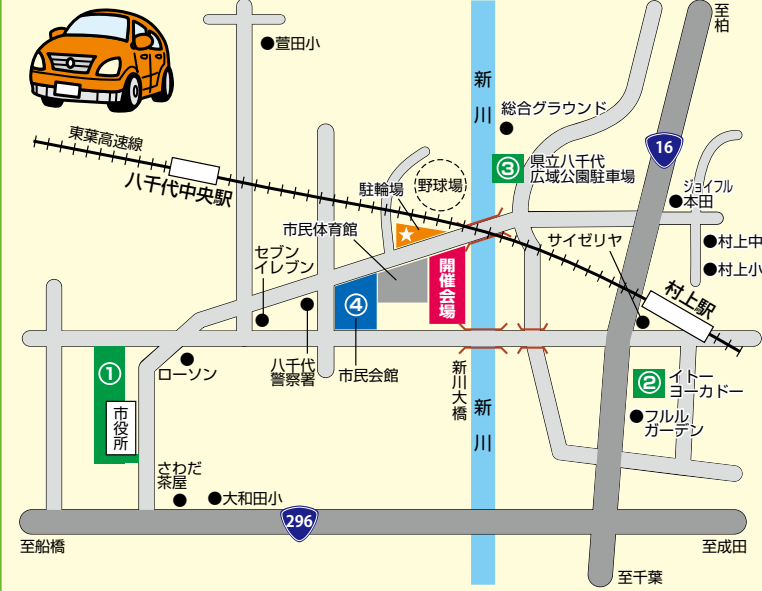 至
柏
萱田小
新
川
総合グラウンド
東葉高速線
16
③
県立八千代
広域公園駐車場
八千代中央駅
駐輪場
野球場
ジョイフル
本田
市民体育館
サイゼリヤ
村上中
セブン
イレブン
開催会場
村上小
村上駅
④
①
ローソン
八千代
警察署
市民会館
新川大橋
②
イトー
ヨーカドー
市役所
新
川
フルル
ガーデン
さわだ
茶屋
大和田小
296
至船橋
至成田
至千葉